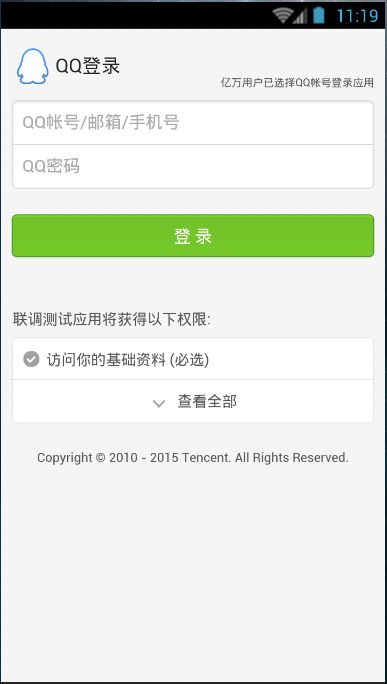 11:19
QQ登录
亿万用户已选择QQ帐号登录应用
QQ帐号/邮箱/手机号
QQ密码
登 录
联调测试应用将获得以下权限:
访问你的基础资料 (必选)
查看全部
Copyright © 2010 - 2015 Tencent. All Rights Reserved.